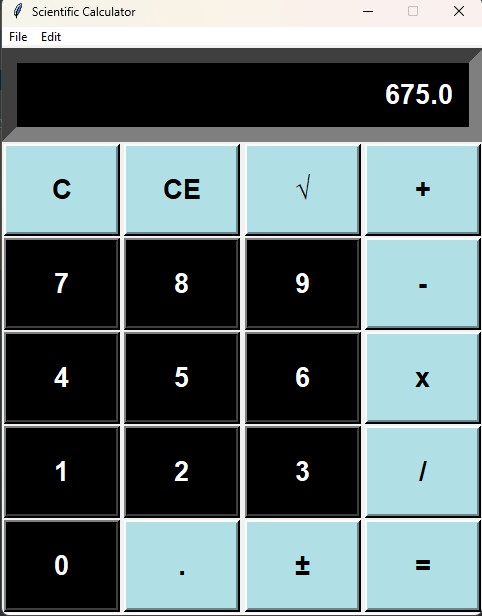 Scientific Calculator
File Edit
675.0
C CE √ +
7 8 9 -
4 5 6 x
1 2 3 /
0 . ± =